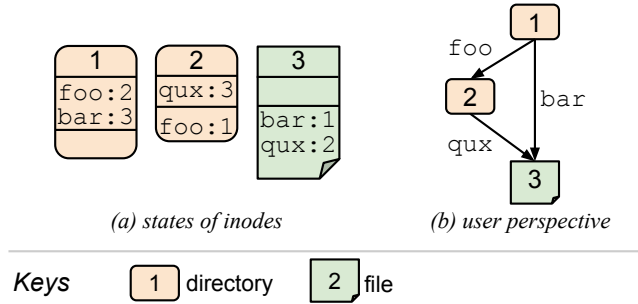 1
foo:2
bar:3
2
qux:3
foo:1
3
bar:1
qux:2
(a) states of inodes
1
foo
2
bar
qux
3
(b) user perspective
Keys
1 directory
2 file